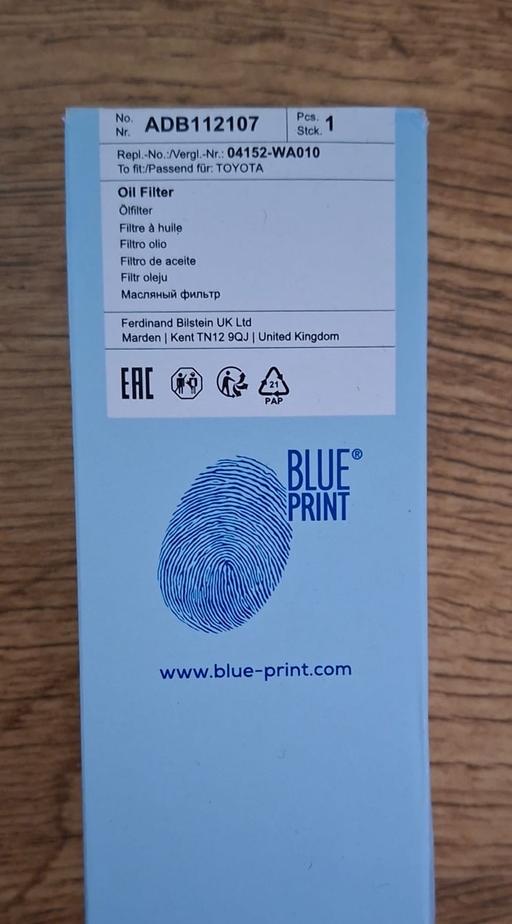 No. Nr. ADB112107 Pcs. Stck. 1
Repl.-No.:/Vergl.-Nr.: 04152-WA010
To fit:/Passend für: TOYOTA
Oil Filter
Ölfilter
Filtre à huile
Filtro olio
Filtro de aceite
Filtr oleju
Масляный фильтр
Ferdinand Bilstein UK Ltd
Marden | Kent TN12 9QJ | United Kingdom
EAC
21
PAP
BLUE®
PRINT
www.blue-print.com